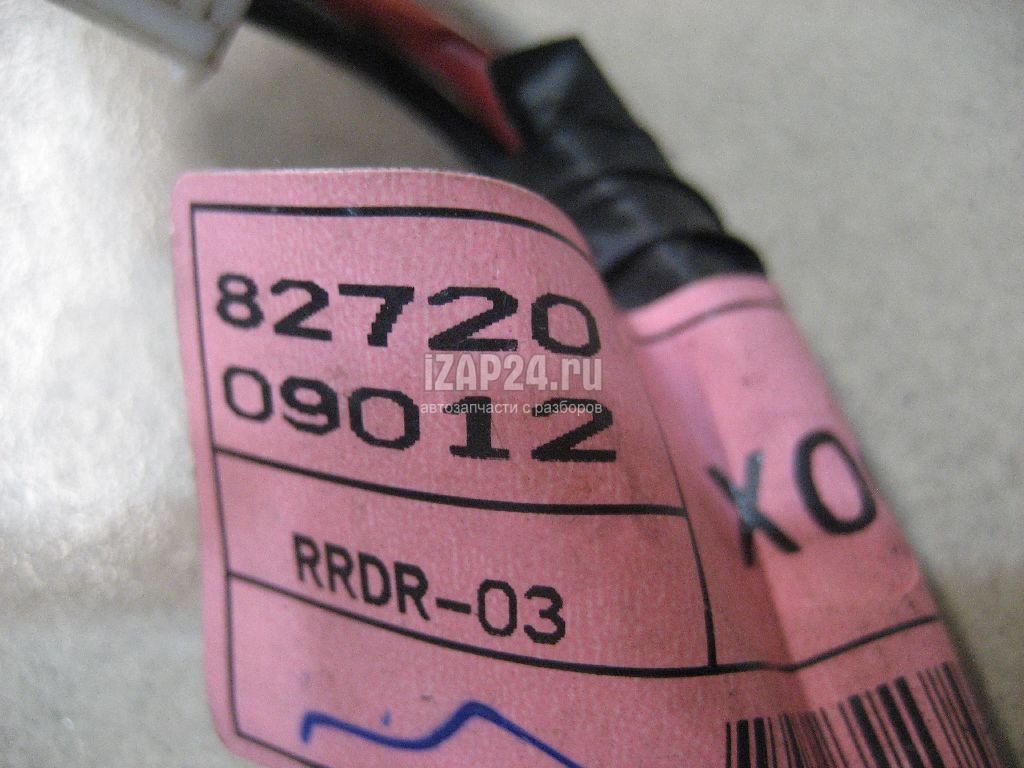 82720
09012
XO
RRDR-03
iZAP24.ru
автозапчасти с разборов